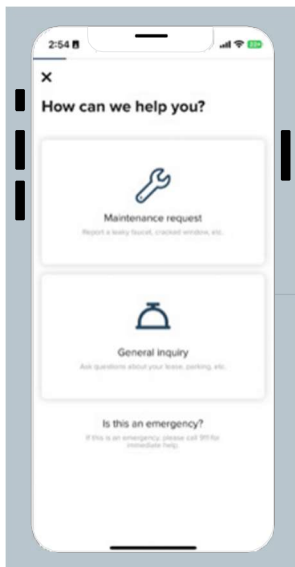 2:54
How can we help you?
Maintenance request
Report a leaky faucet, cracked window, etc.
General inquiry
Ask questions about your lease, parking, etc.
Is this an emergency?
If this is an emergency, please call 911 for
immediate help.